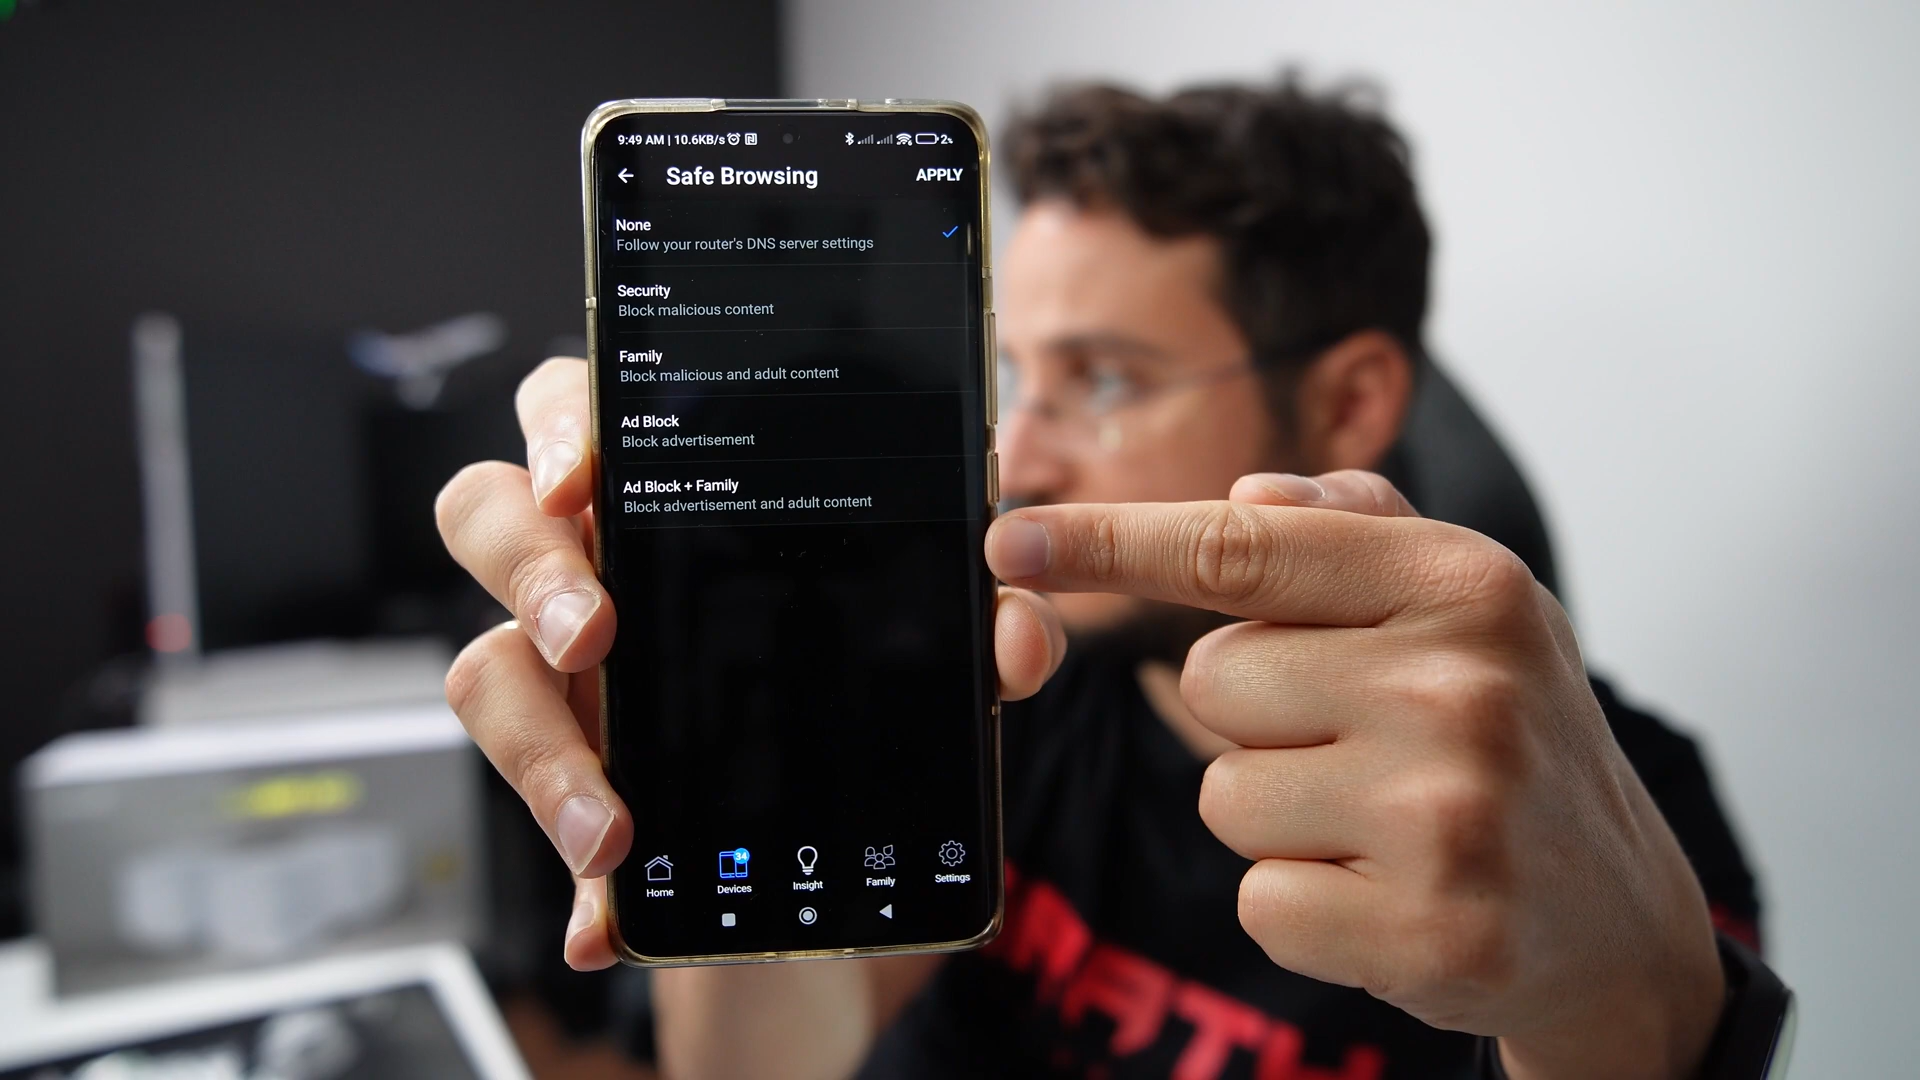 9:49 AM | 10.6KB/s
2%
Safe Browsing
APPLY
None
Follow your router's DNS server settings
Security
Block malicious content
Family
Block malicious and adult content
Ad Block
Block advertisement
Ad Block + Family
Block advertisement and adult content
34
Home
Devices
Insight
Family
Settings